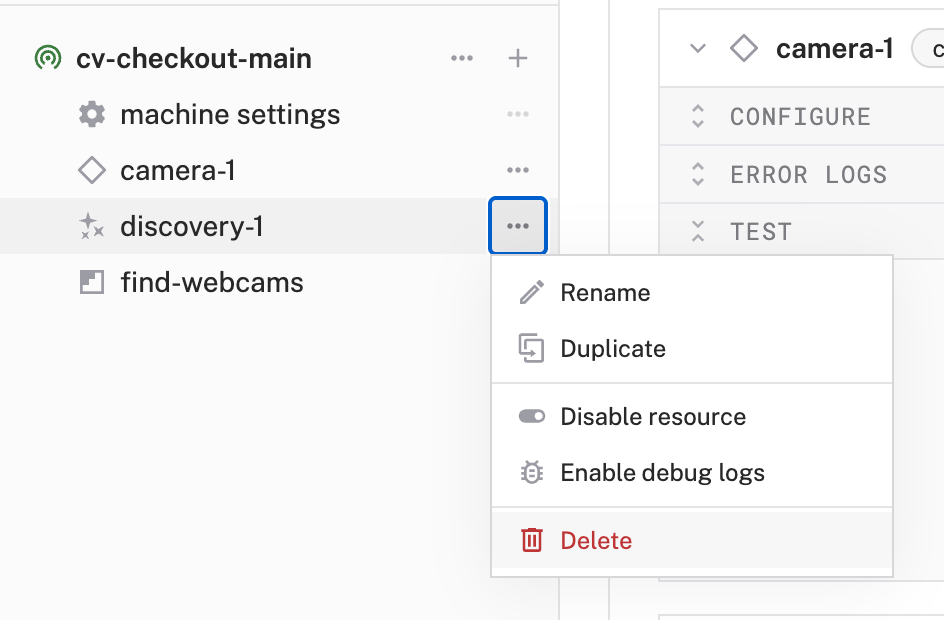 cv-checkout-main
machine settings
camera-1
discovery-1
find-webcams
camera-1
CONFIGURE
ERROR LOGS
TEST
Rename
Duplicate
Disable resource
Enable debug logs
Delete